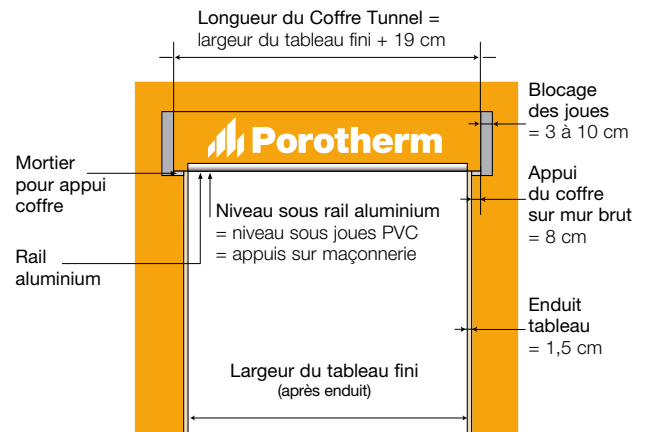 Longueur du Coffre Tunnel =
largeur du tableau fini + 19 cm
Blocage
des joues
= 3 à 10 cm
Porotherm
Mortier
pour appui
coffre
Appui
du coffre
sur mur brut
= 8 cm
Niveau sous rail aluminium
= niveau sous joues PVC
= appuis sur maçonnerie
Rail
aluminium
Enduit
tableau
= 1,5 cm
Largeur du tableau fini
(après enduit)